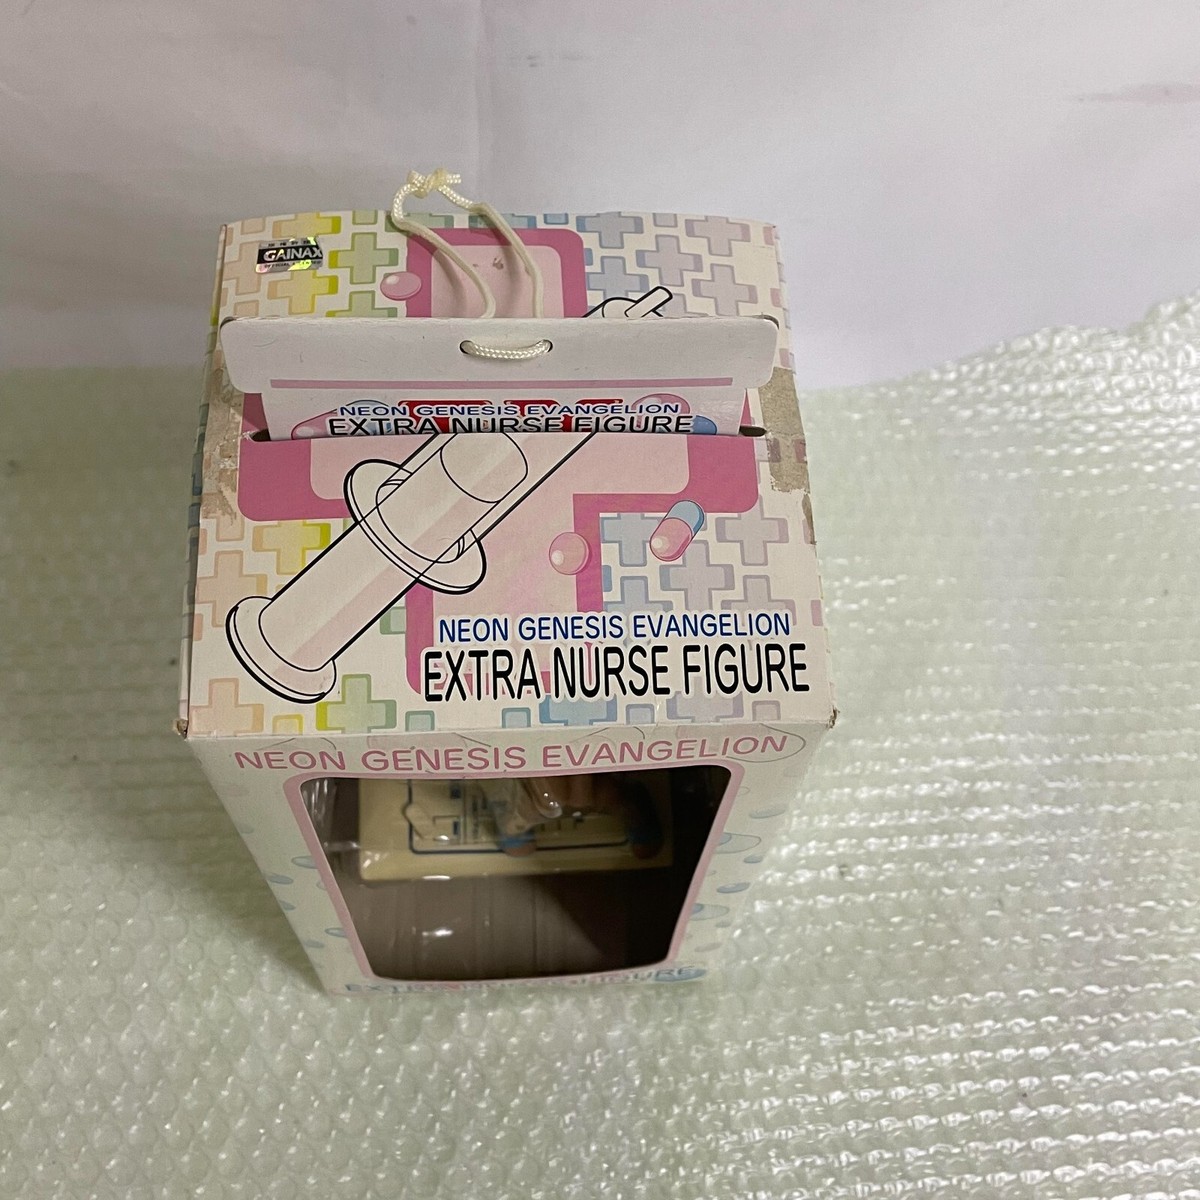 GAINAX
NEON GENESIS EVANGELION
EXTRA NURSE FIGURE
NEON GENESIS EVANGELION
EXTRA NURSE FIGURE
NEON GENESIS EVANGELION